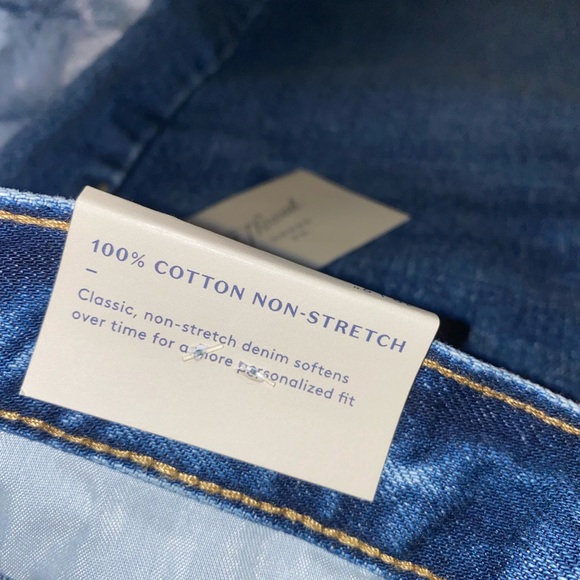 100% COTTON NON-STRETCH
–
Classic, non-stretch denim softens
over time for a more personalized fit